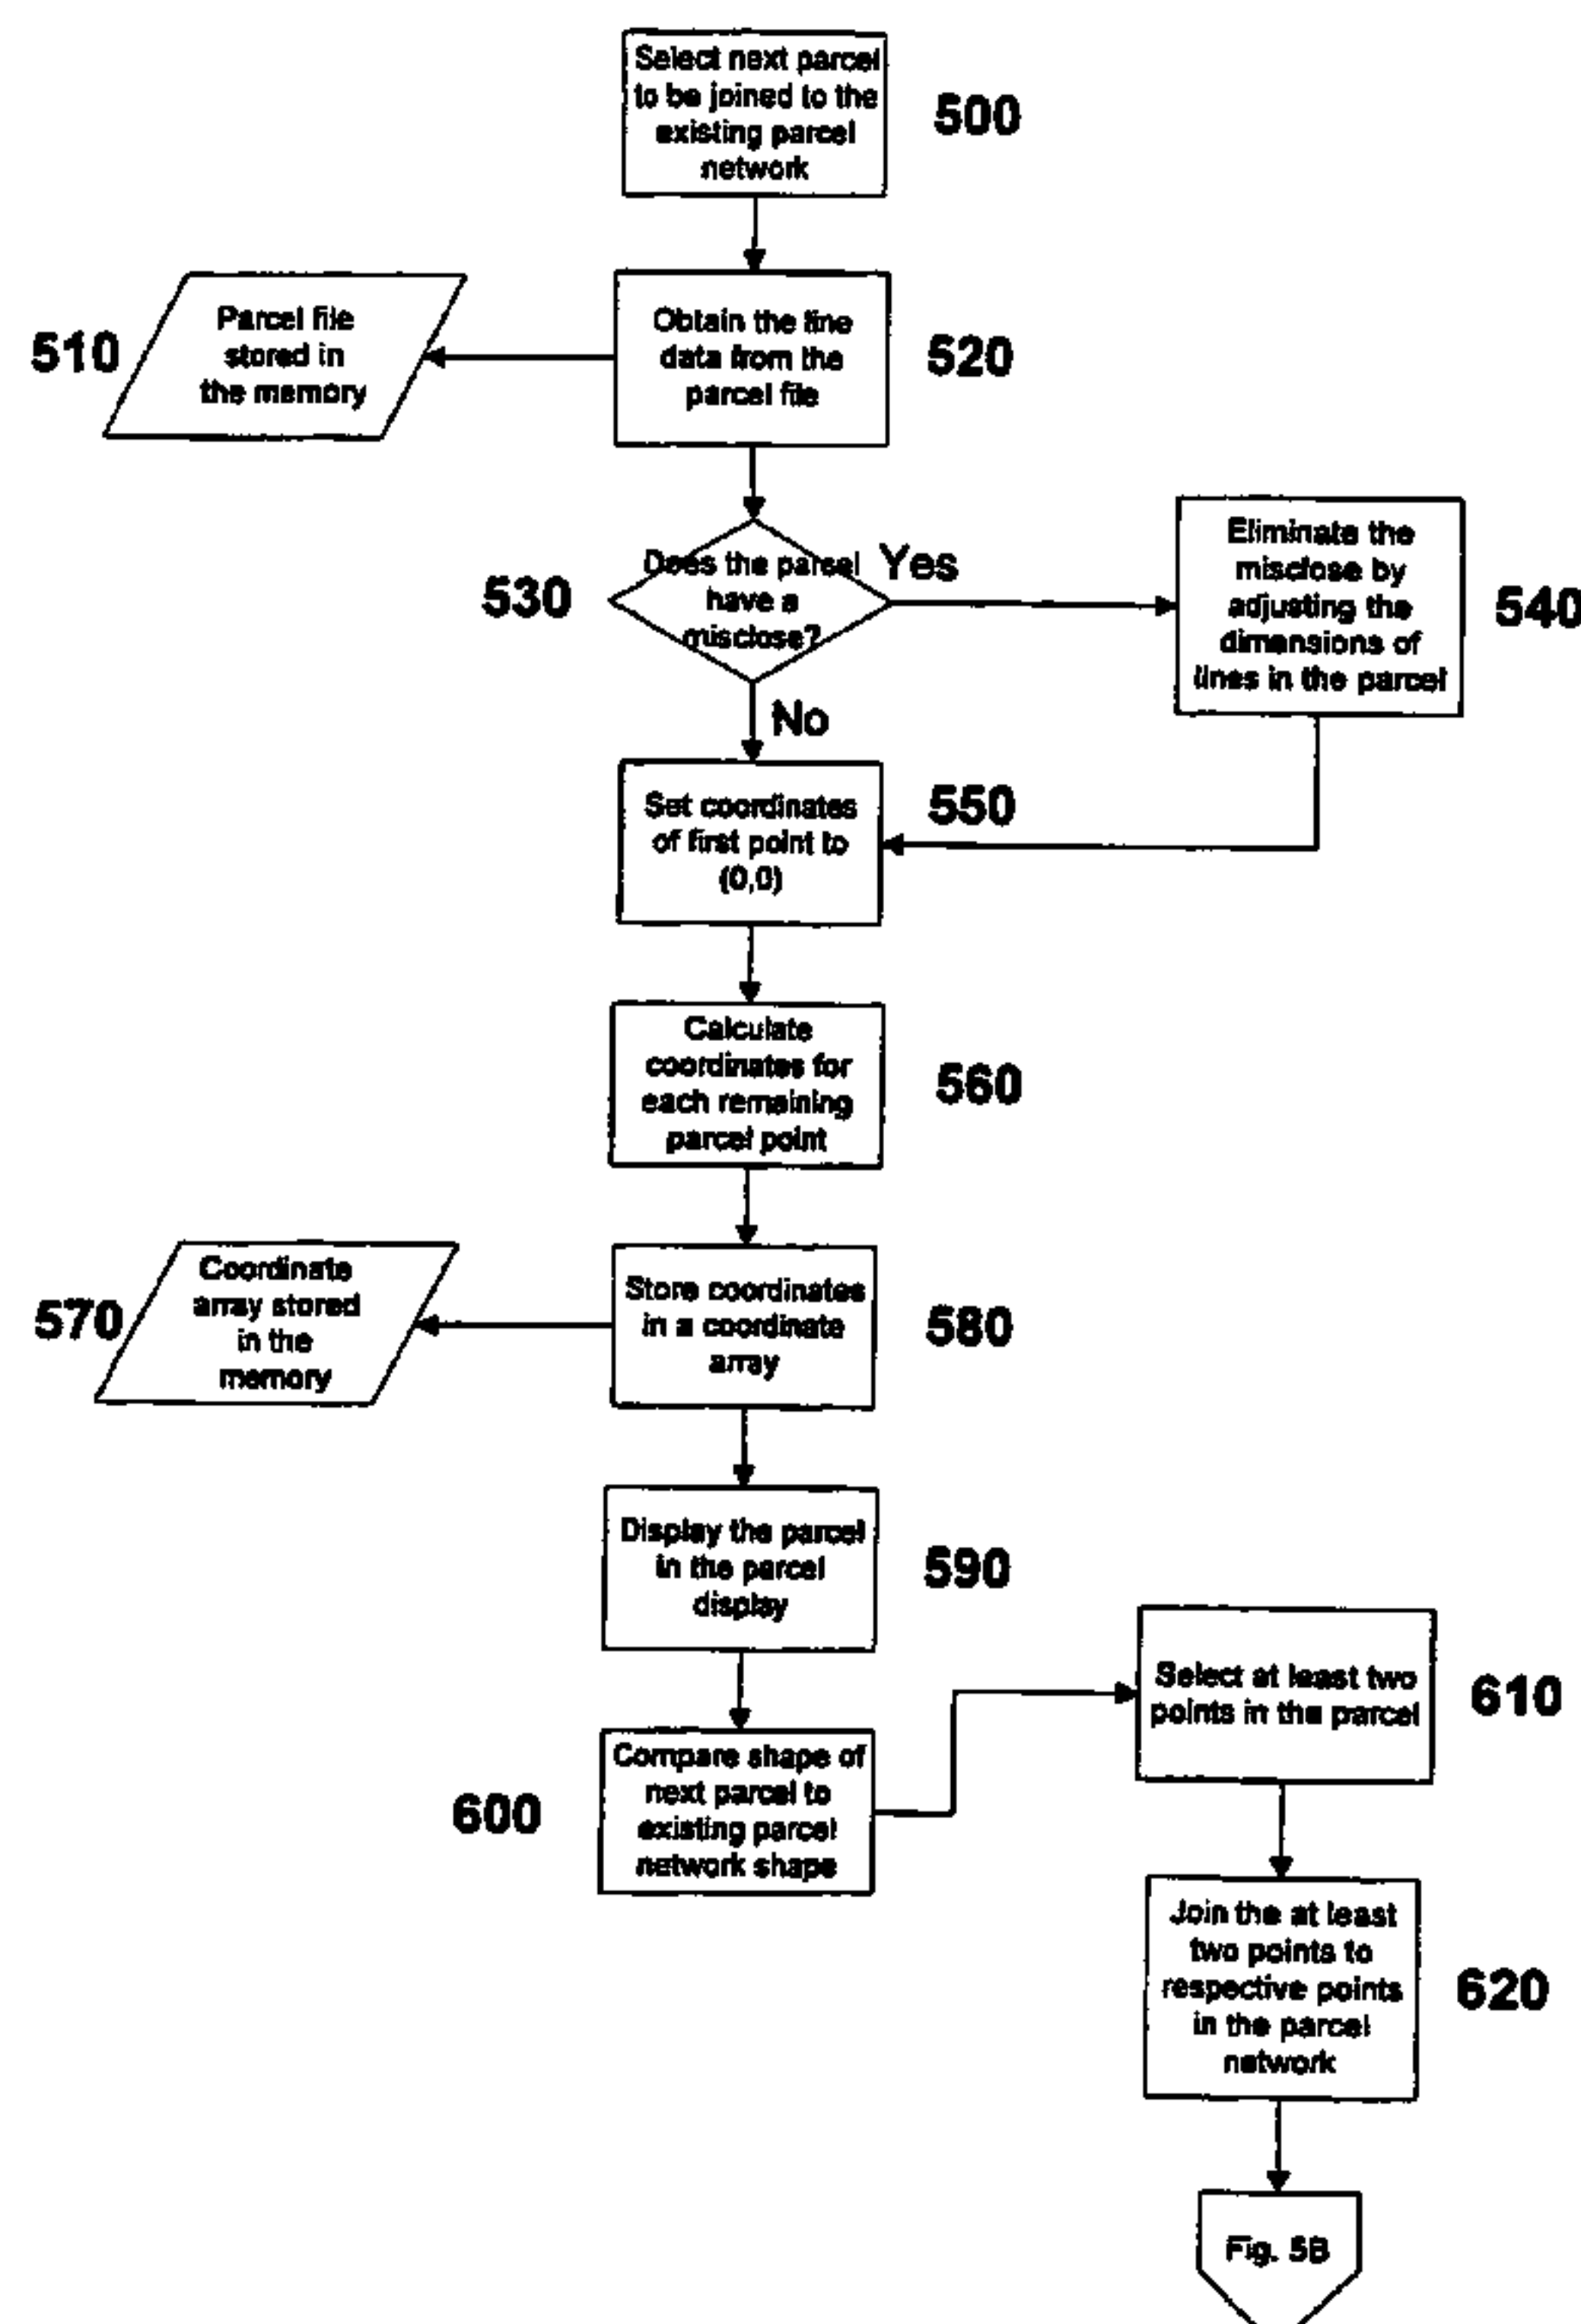 Select next parcel
to be joined to the
existing parcel
network
500
Parcel file
stored in
the memory
510
Obtain the line
data from the
parcel file
520
Does the parcel
have a
misclose?
530
Yes
No
Eliminate the
misclose by
adjusting the
dimensions of
lines in the parcel
540
Set coordinates
of first point to
(0,0)
550
Calculate
coordinates for
each remaining
parcel point
560
Coordinate
array stored
in the
memory
570
Store coordinates
in a coordinate
array
580
Display the parcel
in the parcel
display
590
Compare shape of
next parcel to
existing parcel
network shape
600
Select at least two
points in the parcel
610
Join the at least
two points to
respective points
in the parcel
network
620
Fig. 5B